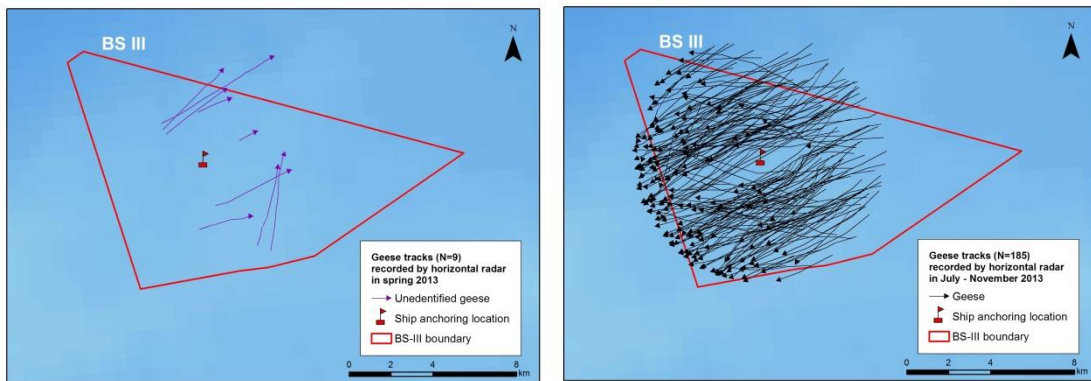 BS III
N
Geese tracks (N=9)
recorded by horizontal radar
in spring 2013
Unedentified geese
Ship anchoring location
BS-III boundary
0 2 4 6 8
km
BS III
N
Geese tracks (N=185)
recorded by horizontal radar
in July - November 2013
Geese
Ship anchoring location
BS-III boundary
0 2 4 6 8
km